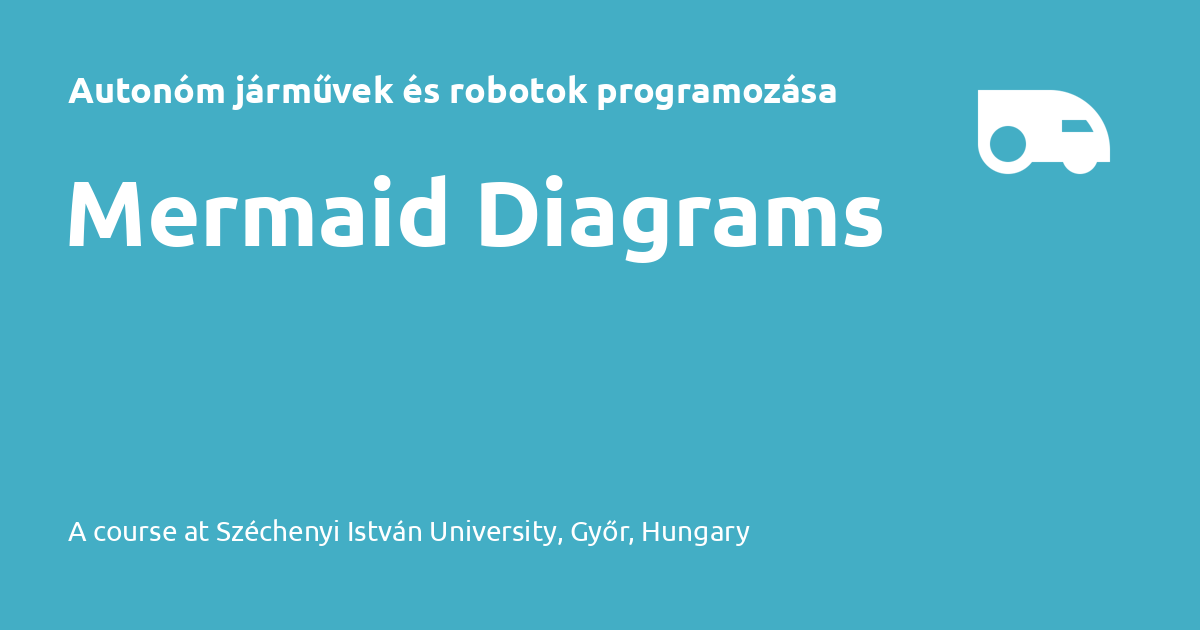 Autonóm járművek és robotok programozása
Mermaid Diagrams
A course at Széchenyi István University, Győr, Hungary